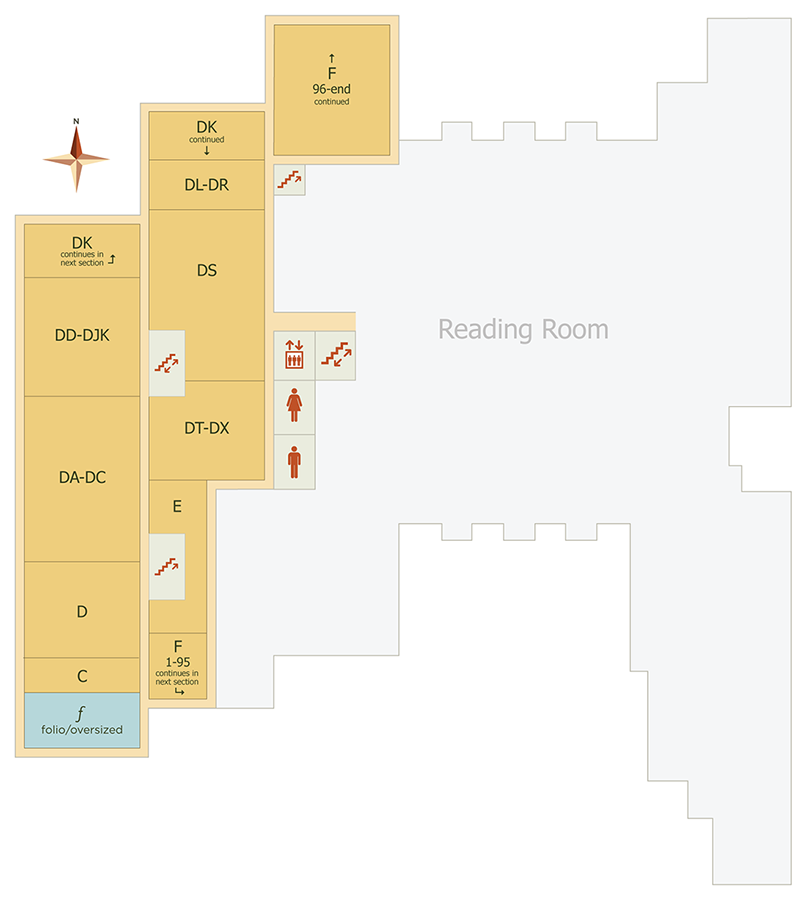 N
↑
F
96-end
continued
DK
continued
↓
DL-DR
DS
DT-DX
E
F
1-95
continues in
next section
↳
DK
continues in
next section ↱
DD-DJK
DA-DC
D
C
f
folio/oversized
Reading Room